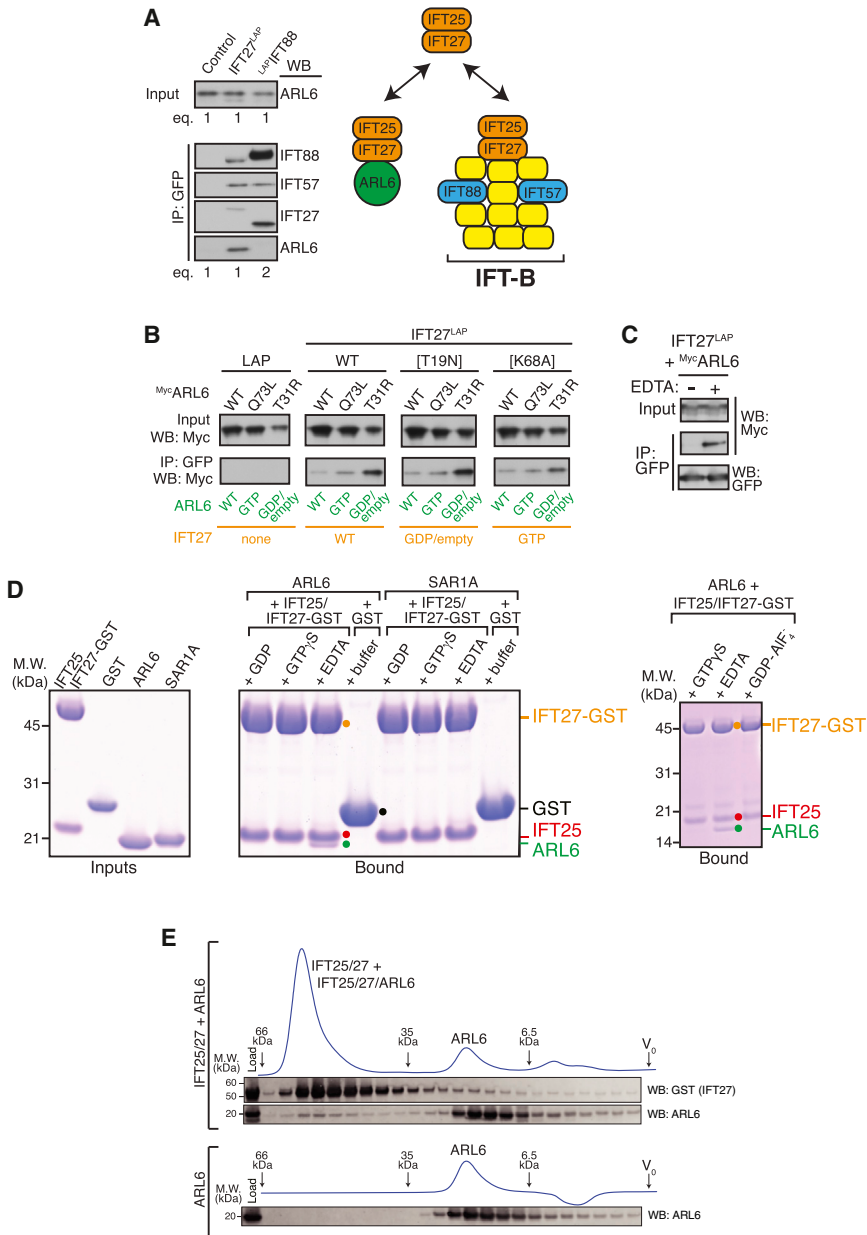 A
Control
IFT27LAP
LAPIFT88
WB
Input
ARL6
eq. 1 1 1
IP: GFP
IFT88
IFT57
IFT27
ARL6
eq. 1 1 2
IFT25
IFT27
IFT25
IFT27
ARL6
IFT25
IFT27
IFT88
IFT57
IFT-B
B
IFT27LAP
LAP WT [T19N] [K68A]
MycARL6
WT Q73L T31R WT Q73L T31R WT Q73L T31R WT Q73L T31R
Input
WB: Myc
IP: GFP
WB: Myc
ARL6 WT GTP GDP/empty WT GTP GDP/empty WT GTP GDP/empty WT GTP GDP/empty
IFT27 none WT GDP/empty GTP
C
IFT27LAP
+ MycARL6
EDTA: - +
Input
WB: Myc
IP: GFP
WB: GFP
D
M.W.
(kDa)
IFT25
IFT27-GST
GST
ARL6
SAR1A
45
31
21
Inputs
ARL6 SAR1A
+ IFT25/
IFT27-GST
+ GST
+ IFT25/
IFT27-GST
+ GST
+ GDP
+ GTPγS
+ EDTA
+ buffer
+ GDP
+ GTPγS
+ EDTA
+ buffer
IFT27-GST
GST
IFT25
ARL6
Bound
ARL6 +
IFT25/IFT27-GST
M.W.
(kDa)
+ GTPγS
+ EDTA
+ GDP-AlF4-
45
31
21
14
IFT27-GST
IFT25
ARL6
Bound
E
IFT25/27 + ARL6
IFT25/27 +
IFT25/27/ARL6
66
kDa
35
kDa
ARL6
6.5
kDa
V0
M.W.
(kDa)
Load
60
50
WB: GST (IFT27)
20
WB: ARL6
ARL6
66
kDa
35
kDa
ARL6
6.5
kDa
V0
M.W.
(kDa)
Load
20
WB: ARL6